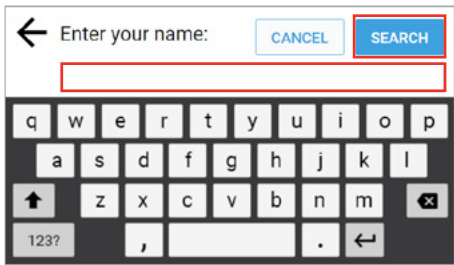 Enter your name: CANCEL SEARCH
q w e r t y u i o p
a s d f g h j k l
z x c v b n m
123? , .